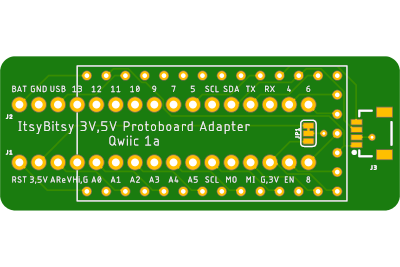 BAT GND USB 13 12 11 10 9 7 5 SCL SDA TX RX 4 6
J2
ItsyBitsy 3V,5V Protoboard Adapter
Qwiic 1a
JP1
J1
J3
RST 3,5V AReVHi,G A0 A1 A2 A3 A4 A5 SCL MO MI G,3V EN 8